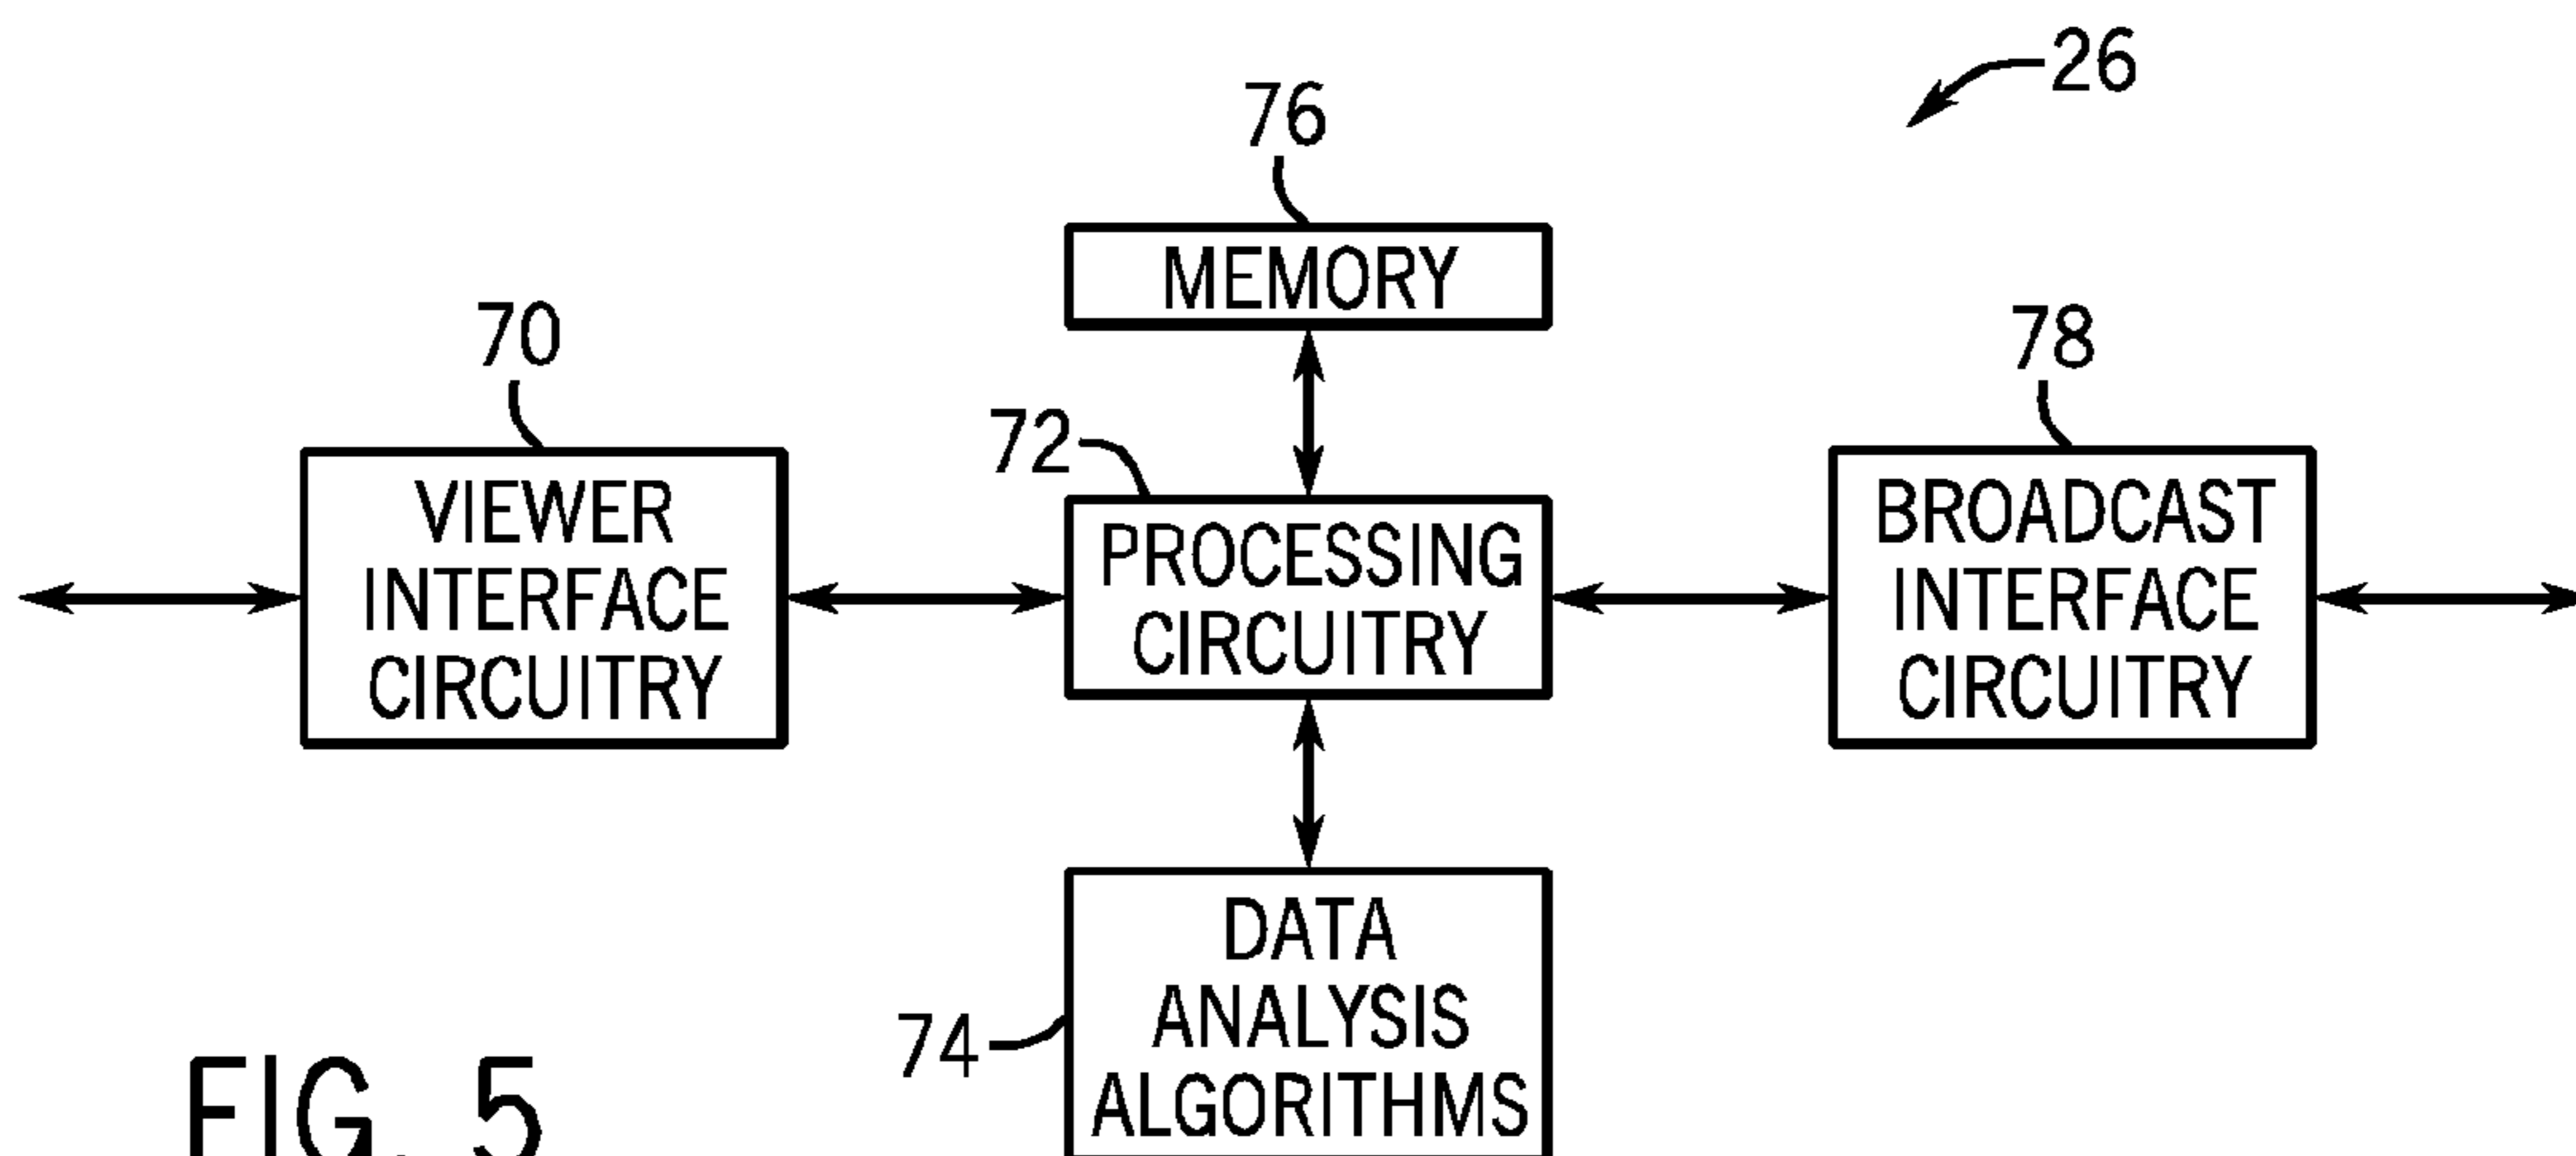 26
76
MEMORY
70
78
72
VIEWER
INTERFACE
CIRCUITRY
PROCESSING
CIRCUITRY
BROADCAST
INTERFACE
CIRCUITRY
DATA
ANALYSIS
ALGORITHMS
74
FIG. 5